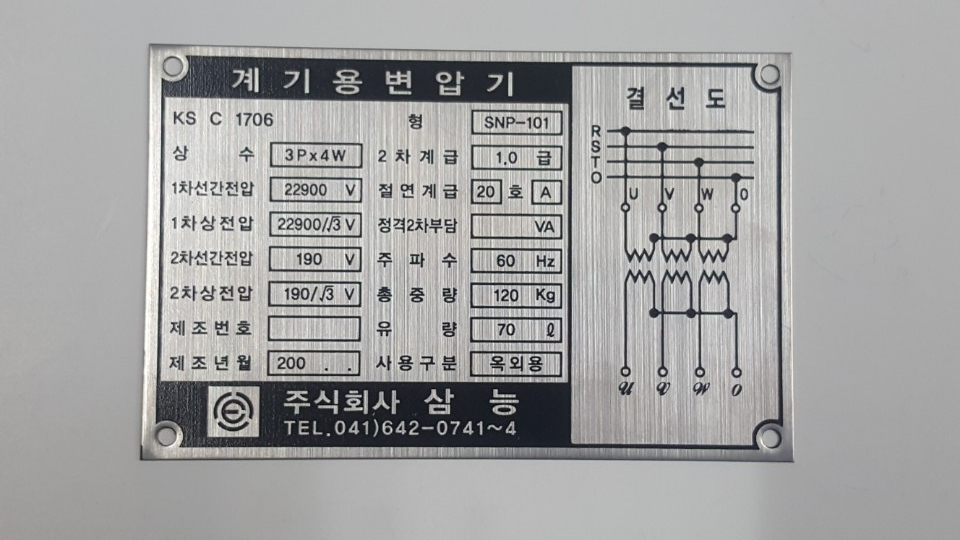 계기용변압기
KS C 1706 형 SNP-101
상 수 3P×4W 2차계급 1.0 급
1차선간전압 22900 V 절연계급 20 호 A
1차상전압 22900/√3 V 정격2차부담 VA
2차선간전압 190 V 주파수 60 Hz
2차상전압 190/√3 V 총중량 120 Kg
제조번호 유량 70 ℓ
제조년월 200 . . 사용구분 옥외용
주식회사 삼능
TEL.041)642-0741~4
결선도
R
S
T
O
U V W O
u v w o